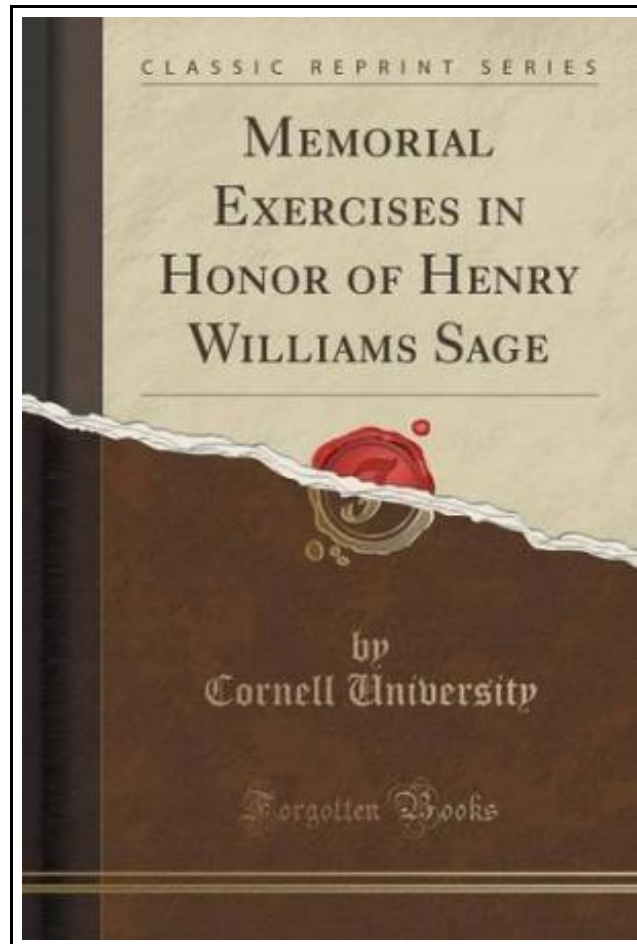 CLASSIC REPRINT SERIES
MEMORIAL
EXERCISES IN
HONOR OF HENRY
WILLIAMS SAGE
by
Cornell University
Forgotten Books